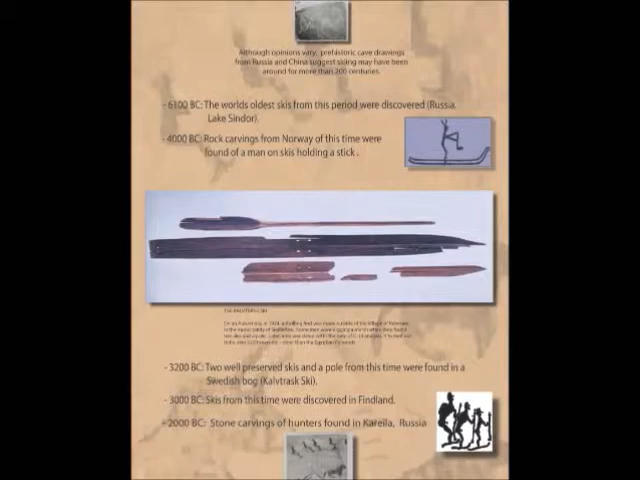 Although opinions vary, prehistoric cave drawings
from Russia and China suggest skiing may have been
around for more than 200 centuries.
- 6100 BC: The worlds oldest skis from this period were discovered (Russia,
Lake Sindor).
- 4000 BC: Rock carvings from Norway of this time were
found of a man on skis holding a stick .
- 3200 BC: Two well preserved skis and a pole from this time were found in a
Swedish bog (Kalvtrask Ski).
- 3000 BC: Skis from this time were discovered in Findland.
- 2000 BC: Stone carvings of hunters found in Kareila, Russia